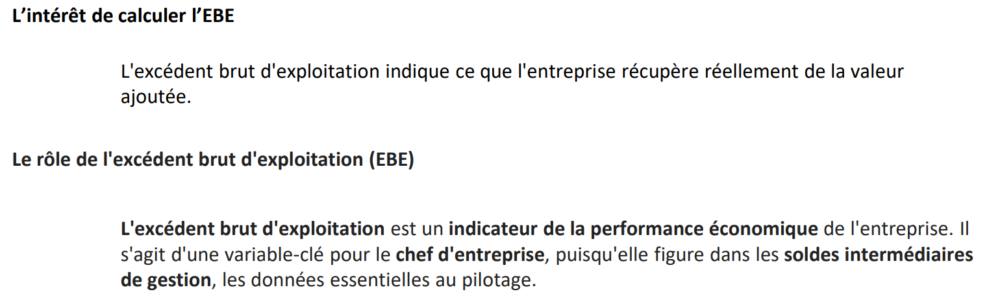 L’intérêt de calculer l’EBE
L'excédent brut d'exploitation indique ce que l'entreprise récupère réellement de la valeur
ajoutée.
Le rôle de l'excédent brut d'exploitation (EBE)
L'excédent brut d'exploitation est un indicateur de la performance économique de l'entreprise. Il
s'agit d'une variable-clé pour le chef d'entreprise, puisqu'elle figure dans les soldes intermédiaires
de gestion, les données essentielles au pilotage.